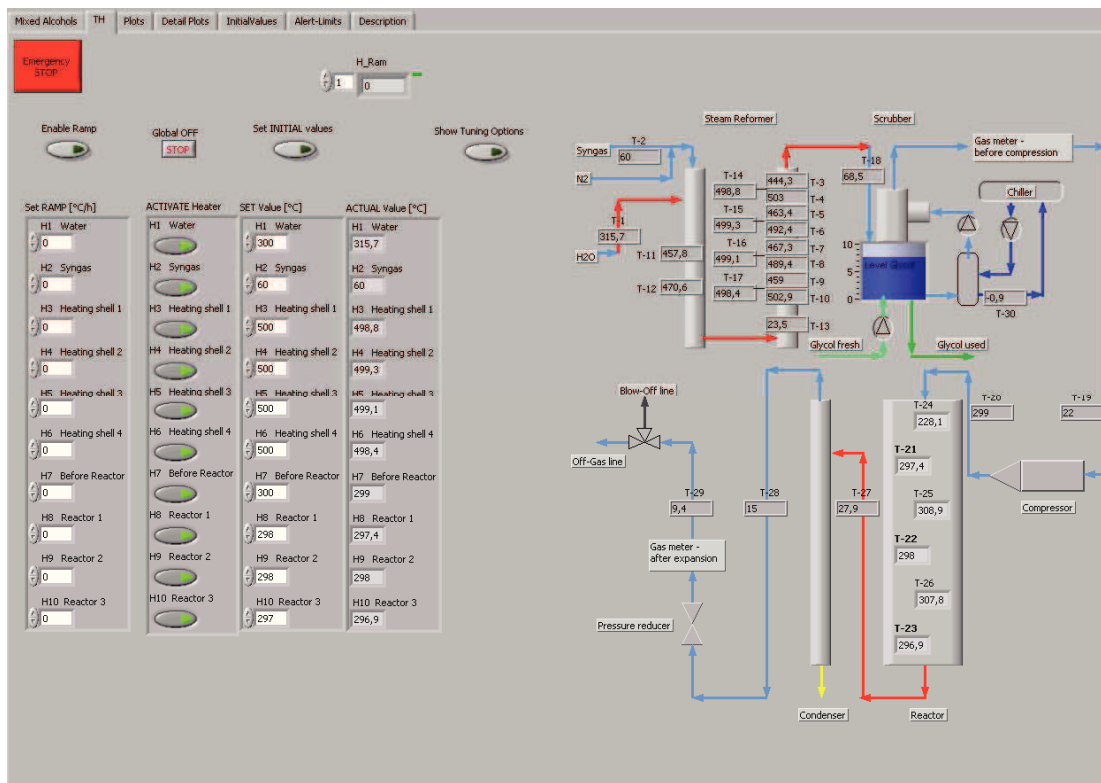 Mixed Alcohols
TH
Plots
Detail Plots
InitialValues
Alert-Limits
Description
Emergency
STOP
H_Ram
1
0
Enable Ramp
Global OFF
STOP
Set INITIAL values
Show Tuning Options
Set RAMP [°C/h]
H1 Water
0
H2 Syngas
0
H3 Heating shell 1
0
H4 Heating shell 2
0
H5 Heating shell 3
0
H6 Heating shell 4
0
H7 Before Reactor
0
H8 Reactor 1
0
H9 Reactor 2
0
H10 Reactor 3
0
ACTIVATE Heater
H1 Water
H2 Syngas
H3 Heating shell 1
H4 Heating shell 2
H5 Heating shell 3
H6 Heating shell 4
H7 Before Reactor
H8 Reactor 1
H9 Reactor 2
H10 Reactor 3
SET Value [°C]
H1 Water
300
H2 Syngas
60
H3 Heating shell 1
500
H4 Heating shell 2
500
H5 Heating shell 3
500
H6 Heating shell 4
500
H7 Before Reactor
300
H8 Reactor 1
298
H9 Reactor 2
298
H10 Reactor 3
297
ACTUAL Value [°C]
H1 Water
315,7
H2 Syngas
60
H3 Heating shell 1
498,8
H4 Heating shell 2
499,3
H5 Heating shell 3
499,1
H6 Heating shell 4
498,4
H7 Before Reactor
299
H8 Reactor 1
297,4
H9 Reactor 2
298
H10 Reactor 3
296,9
Steam Reformer
Scrubber
Syngas
T-2
60
N2
T-1
315,7
H2O
T-11
457,8
T-12
470,6
T-14
498,8
T-15
499,3
T-16
499,1
T-17
498,4
444,3
T-3
503
T-4
463,4
T-5
492,4
T-6
467,3
T-7
489,4
T-8
459
T-9
502,9
T-10
23,5
T-13
T-18
68,5
Gas meter -
before compression
Chiller
10
5
0
-0,9
T-30
Glycol fresh
Glycol used
Blow-Off line
Off-Gas line
T-29
9,4
T-28
15
T-27
27,9
Gas meter -
after expansion
Pressure reducer
Condenser
T-24
228,1
T-21
297,4
T-25
308,9
T-22
298
T-26
307,8
T-23
296,9
Reactor
T-20
299
T-19
22
Compressor